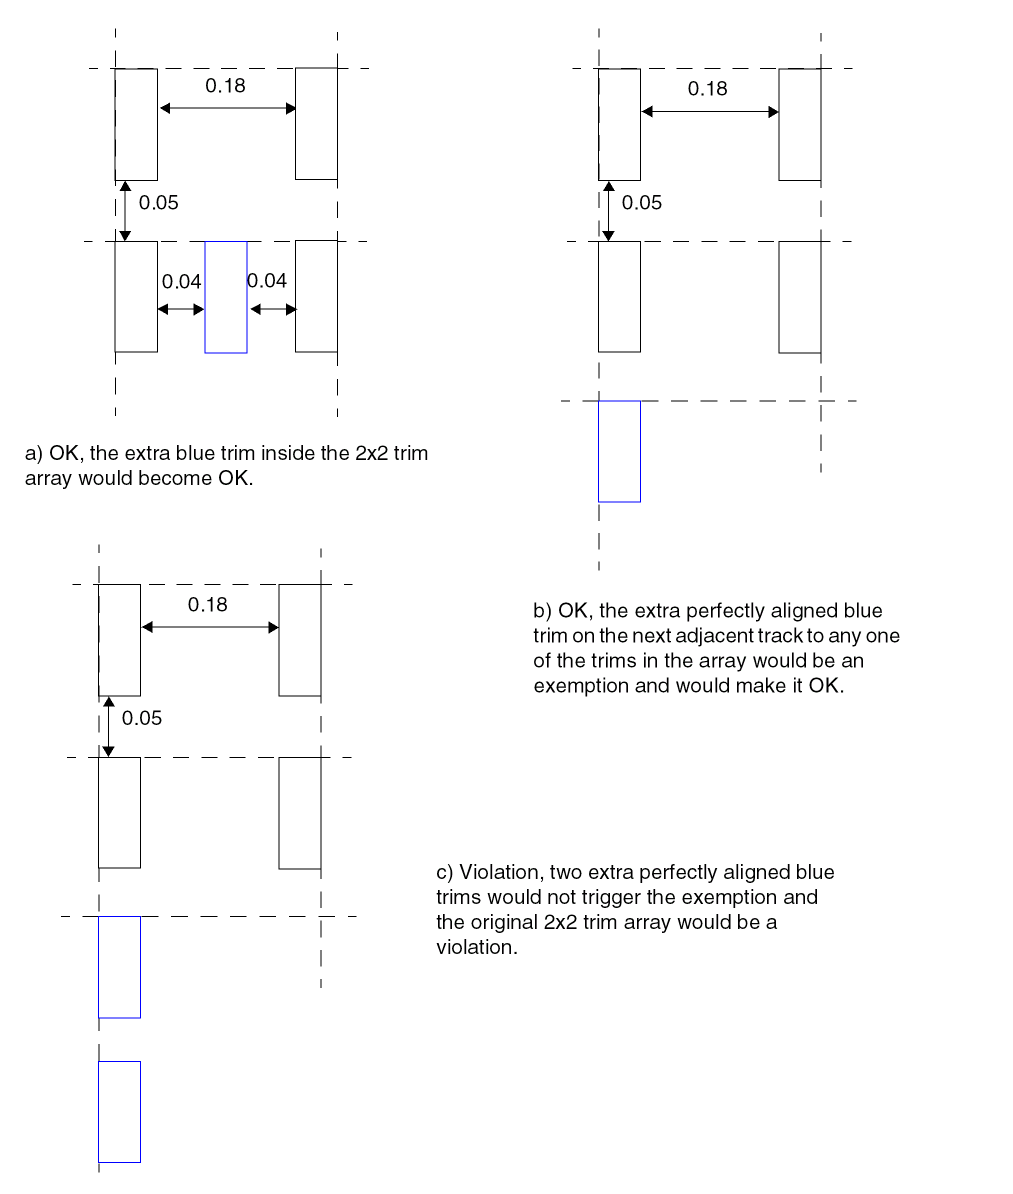 0.18
0.05
0.04
0.04
a) OK, the extra blue trim inside the 2x2 trim
array would become OK.
0.18
0.05
b) OK, the extra perfectly aligned blue
trim on the next adjacent track to any one
of the trims in the array would be an
exemption and would make it OK.
0.18
0.05
c) Violation, two extra perfectly aligned blue
trims would not trigger the exemption and
the original 2x2 trim array would be a
violation.